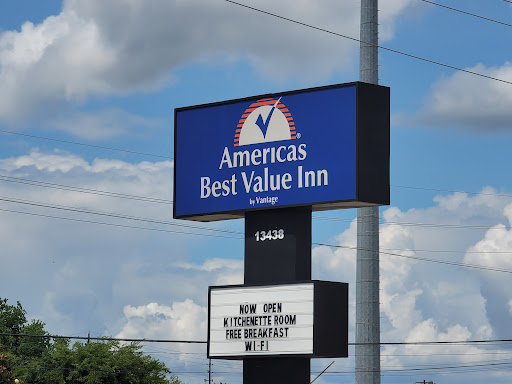 Americas®
Best Value Inn
by Vantage
13438
NOW OPEN
KITCHENETTE ROOM
FREE BREAKFAST
WI-FI